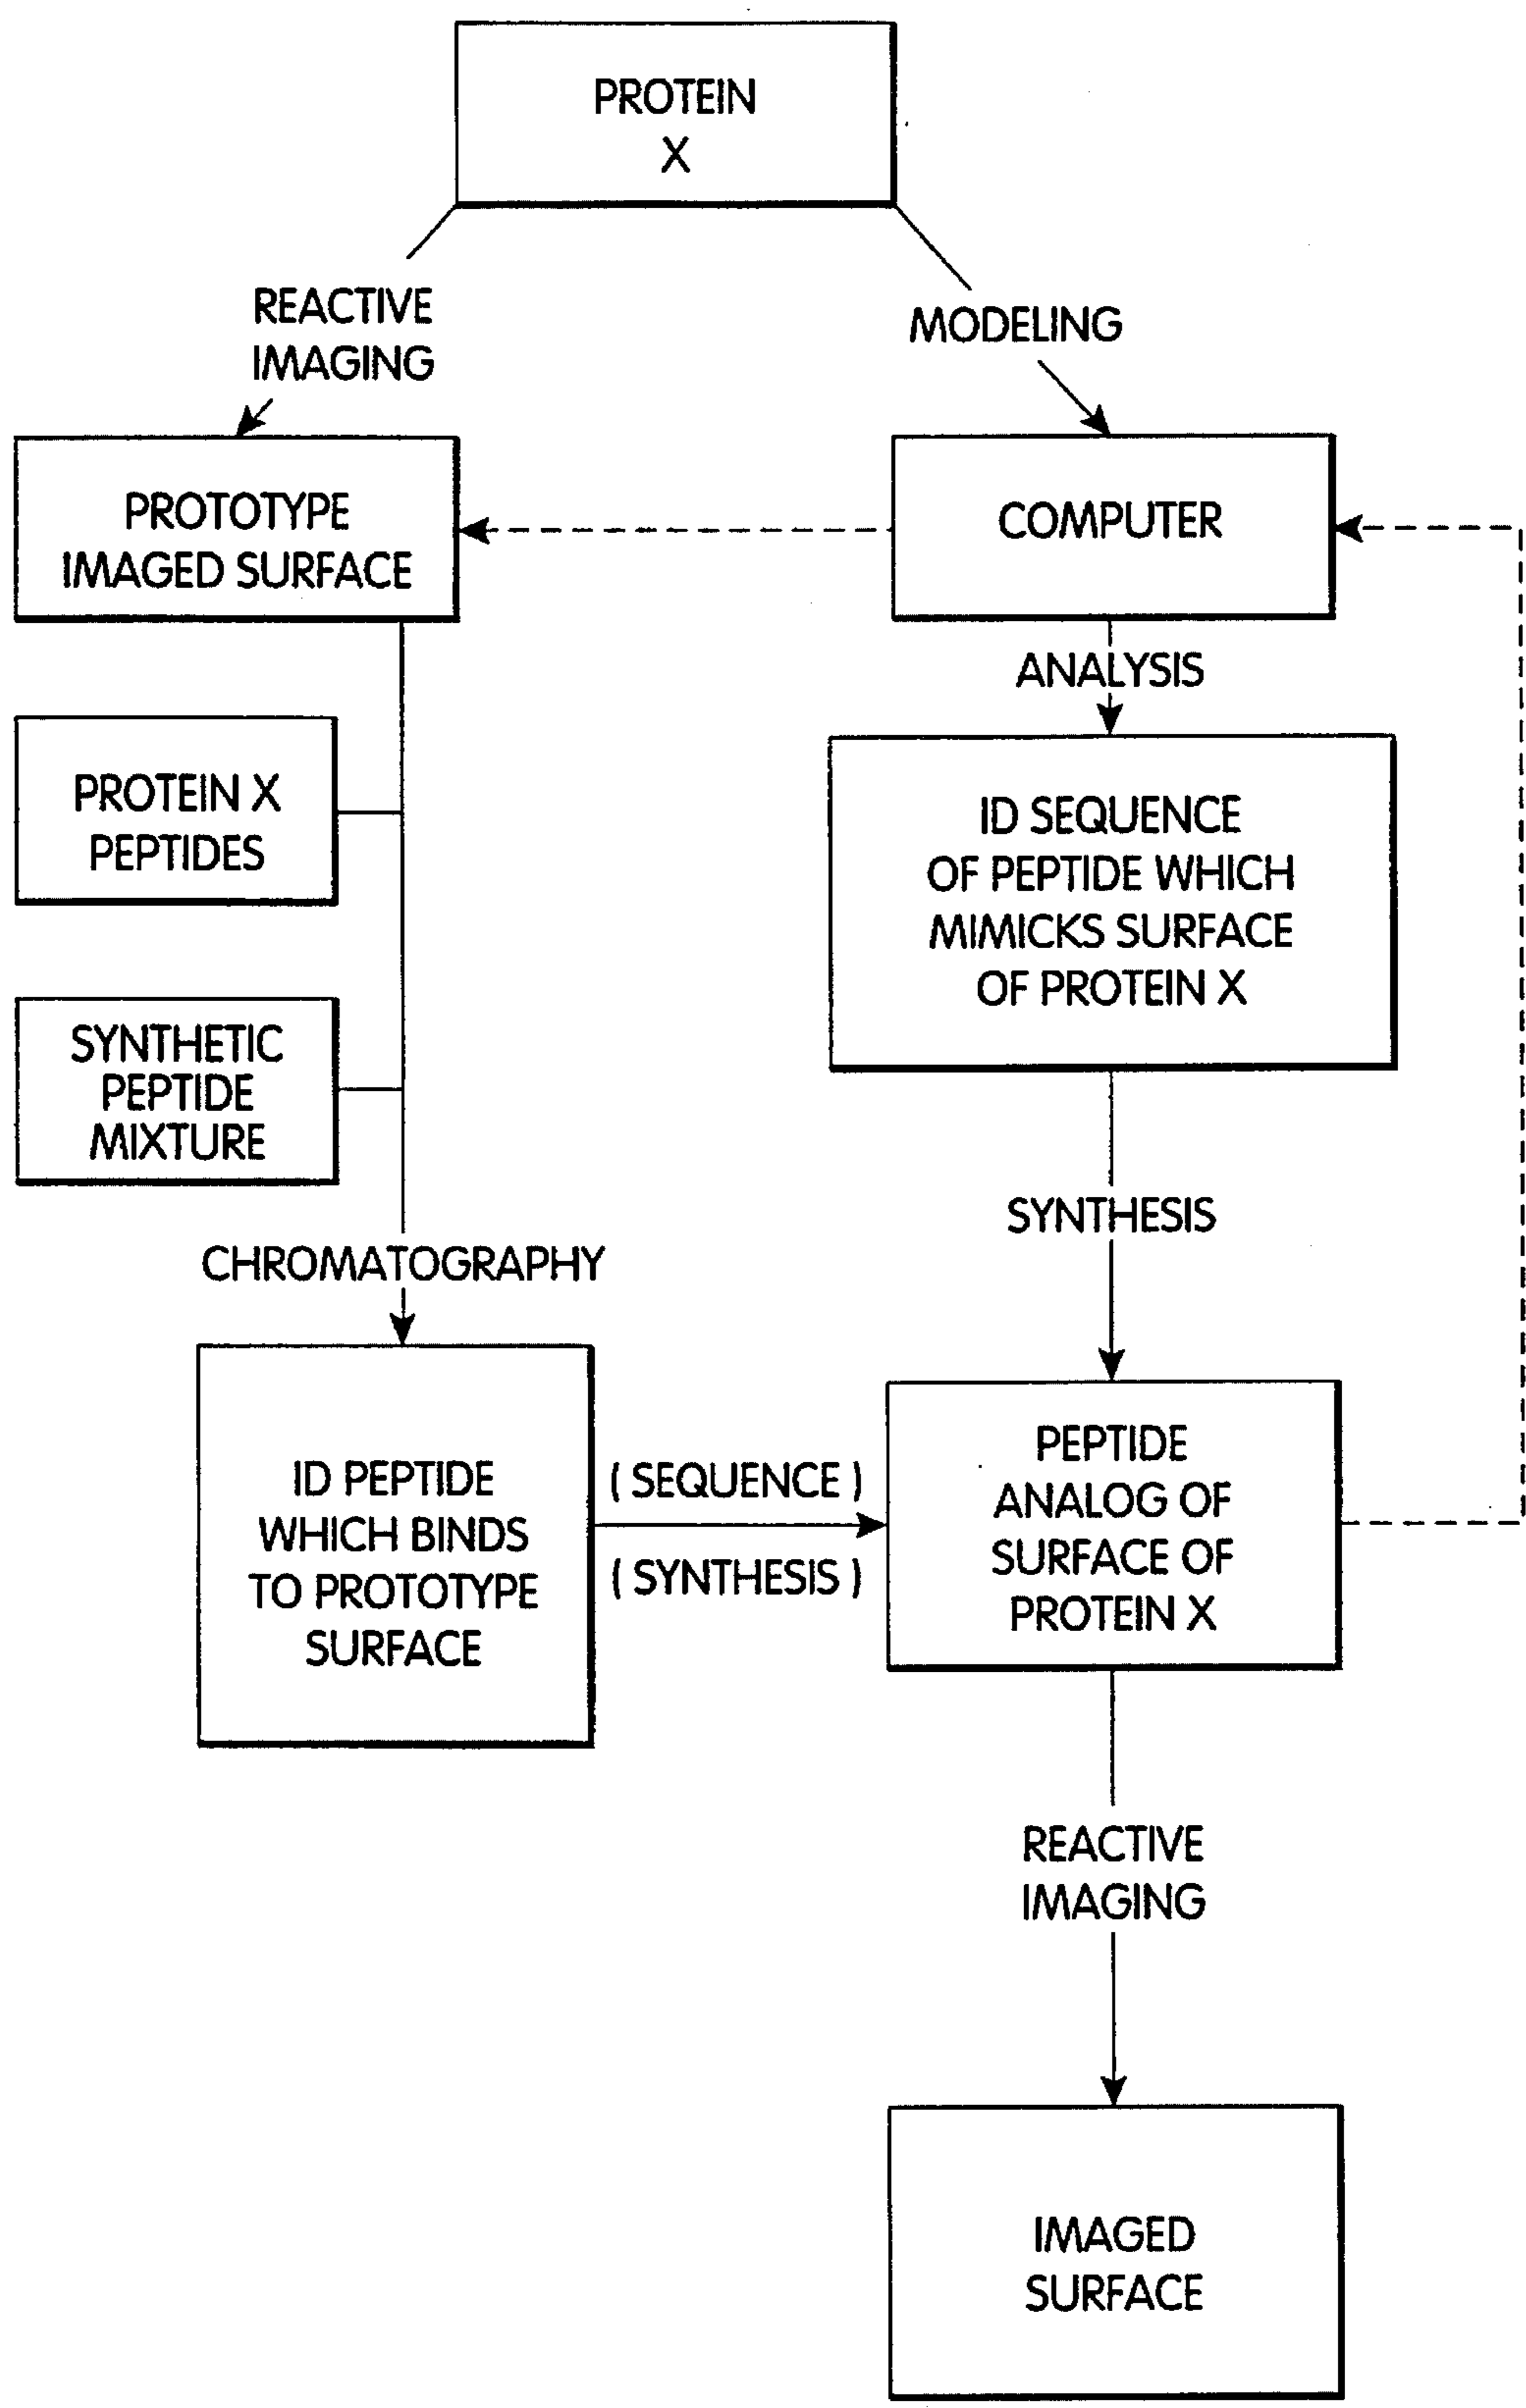 PROTEIN
X
REACTIVE
IMAGING
MODELING
PROTOTYPE
IMAGED SURFACE
COMPUTER
ANALYSIS
PROTEIN X
PEPTIDES
ID SEQUENCE
OF PEPTIDE WHICH
MIMICKS SURFACE
OF PROTEIN X
SYNTHETIC
PEPTIDE
MIXTURE
SYNTHESIS
CHROMATOGRAPHY
ID PEPTIDE
WHICH BINDS
TO PROTOTYPE
SURFACE
( SEQUENCE )
( SYNTHESIS )
PEPTIDE
ANALOG OF
SURFACE OF
PROTEIN X
REACTIVE
IMAGING
IMAGED
SURFACE